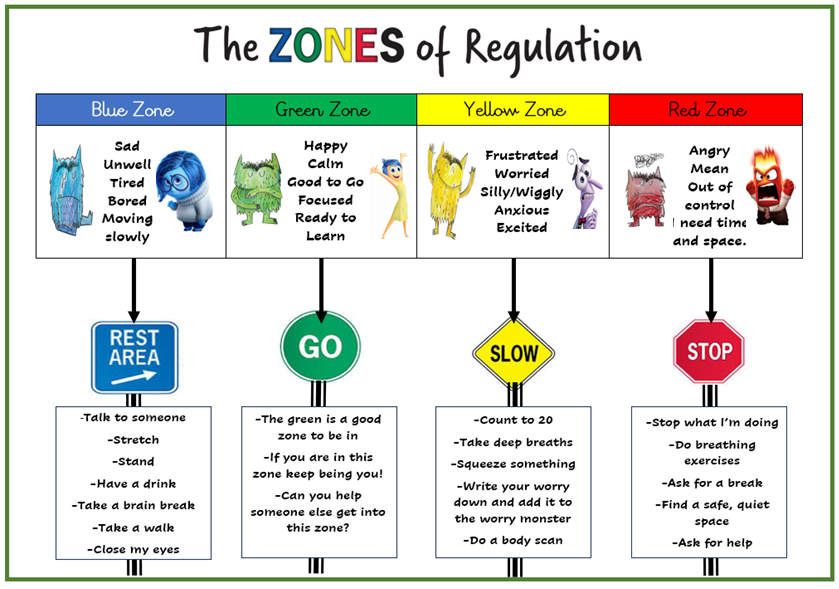 The ZONES of Regulation
Blue Zone
Green Zone
Yellow Zone
Red Zone
Sad
Unwell
Tired
Bored
Moving
slowly
Happy
Calm
Good to Go
Focused
Ready to
Learn
Frustrated
Worried
Silly/Wiggly
Anxious
Excited
Angry
Mean
Out of
control
I need time
and space.
REST
AREA
GO
SLOW
STOP
-Talk to someone
-Stretch
-Stand
-Have a drink
-Take a brain break
-Take a walk
-Close my eyes
-The green is a good
zone to be in
-If you are in this
zone keep being you!
-Can you help
someone else get into
this zone?
-Count to 20
-Take deep breaths
-Squeeze something
-Write your worry
down and add it to
the worry monster
-Do a body scan
-Stop what I'm doing
-Do breathing
exercises
-Ask for a break
-Find a safe, quiet
space
-Ask for help